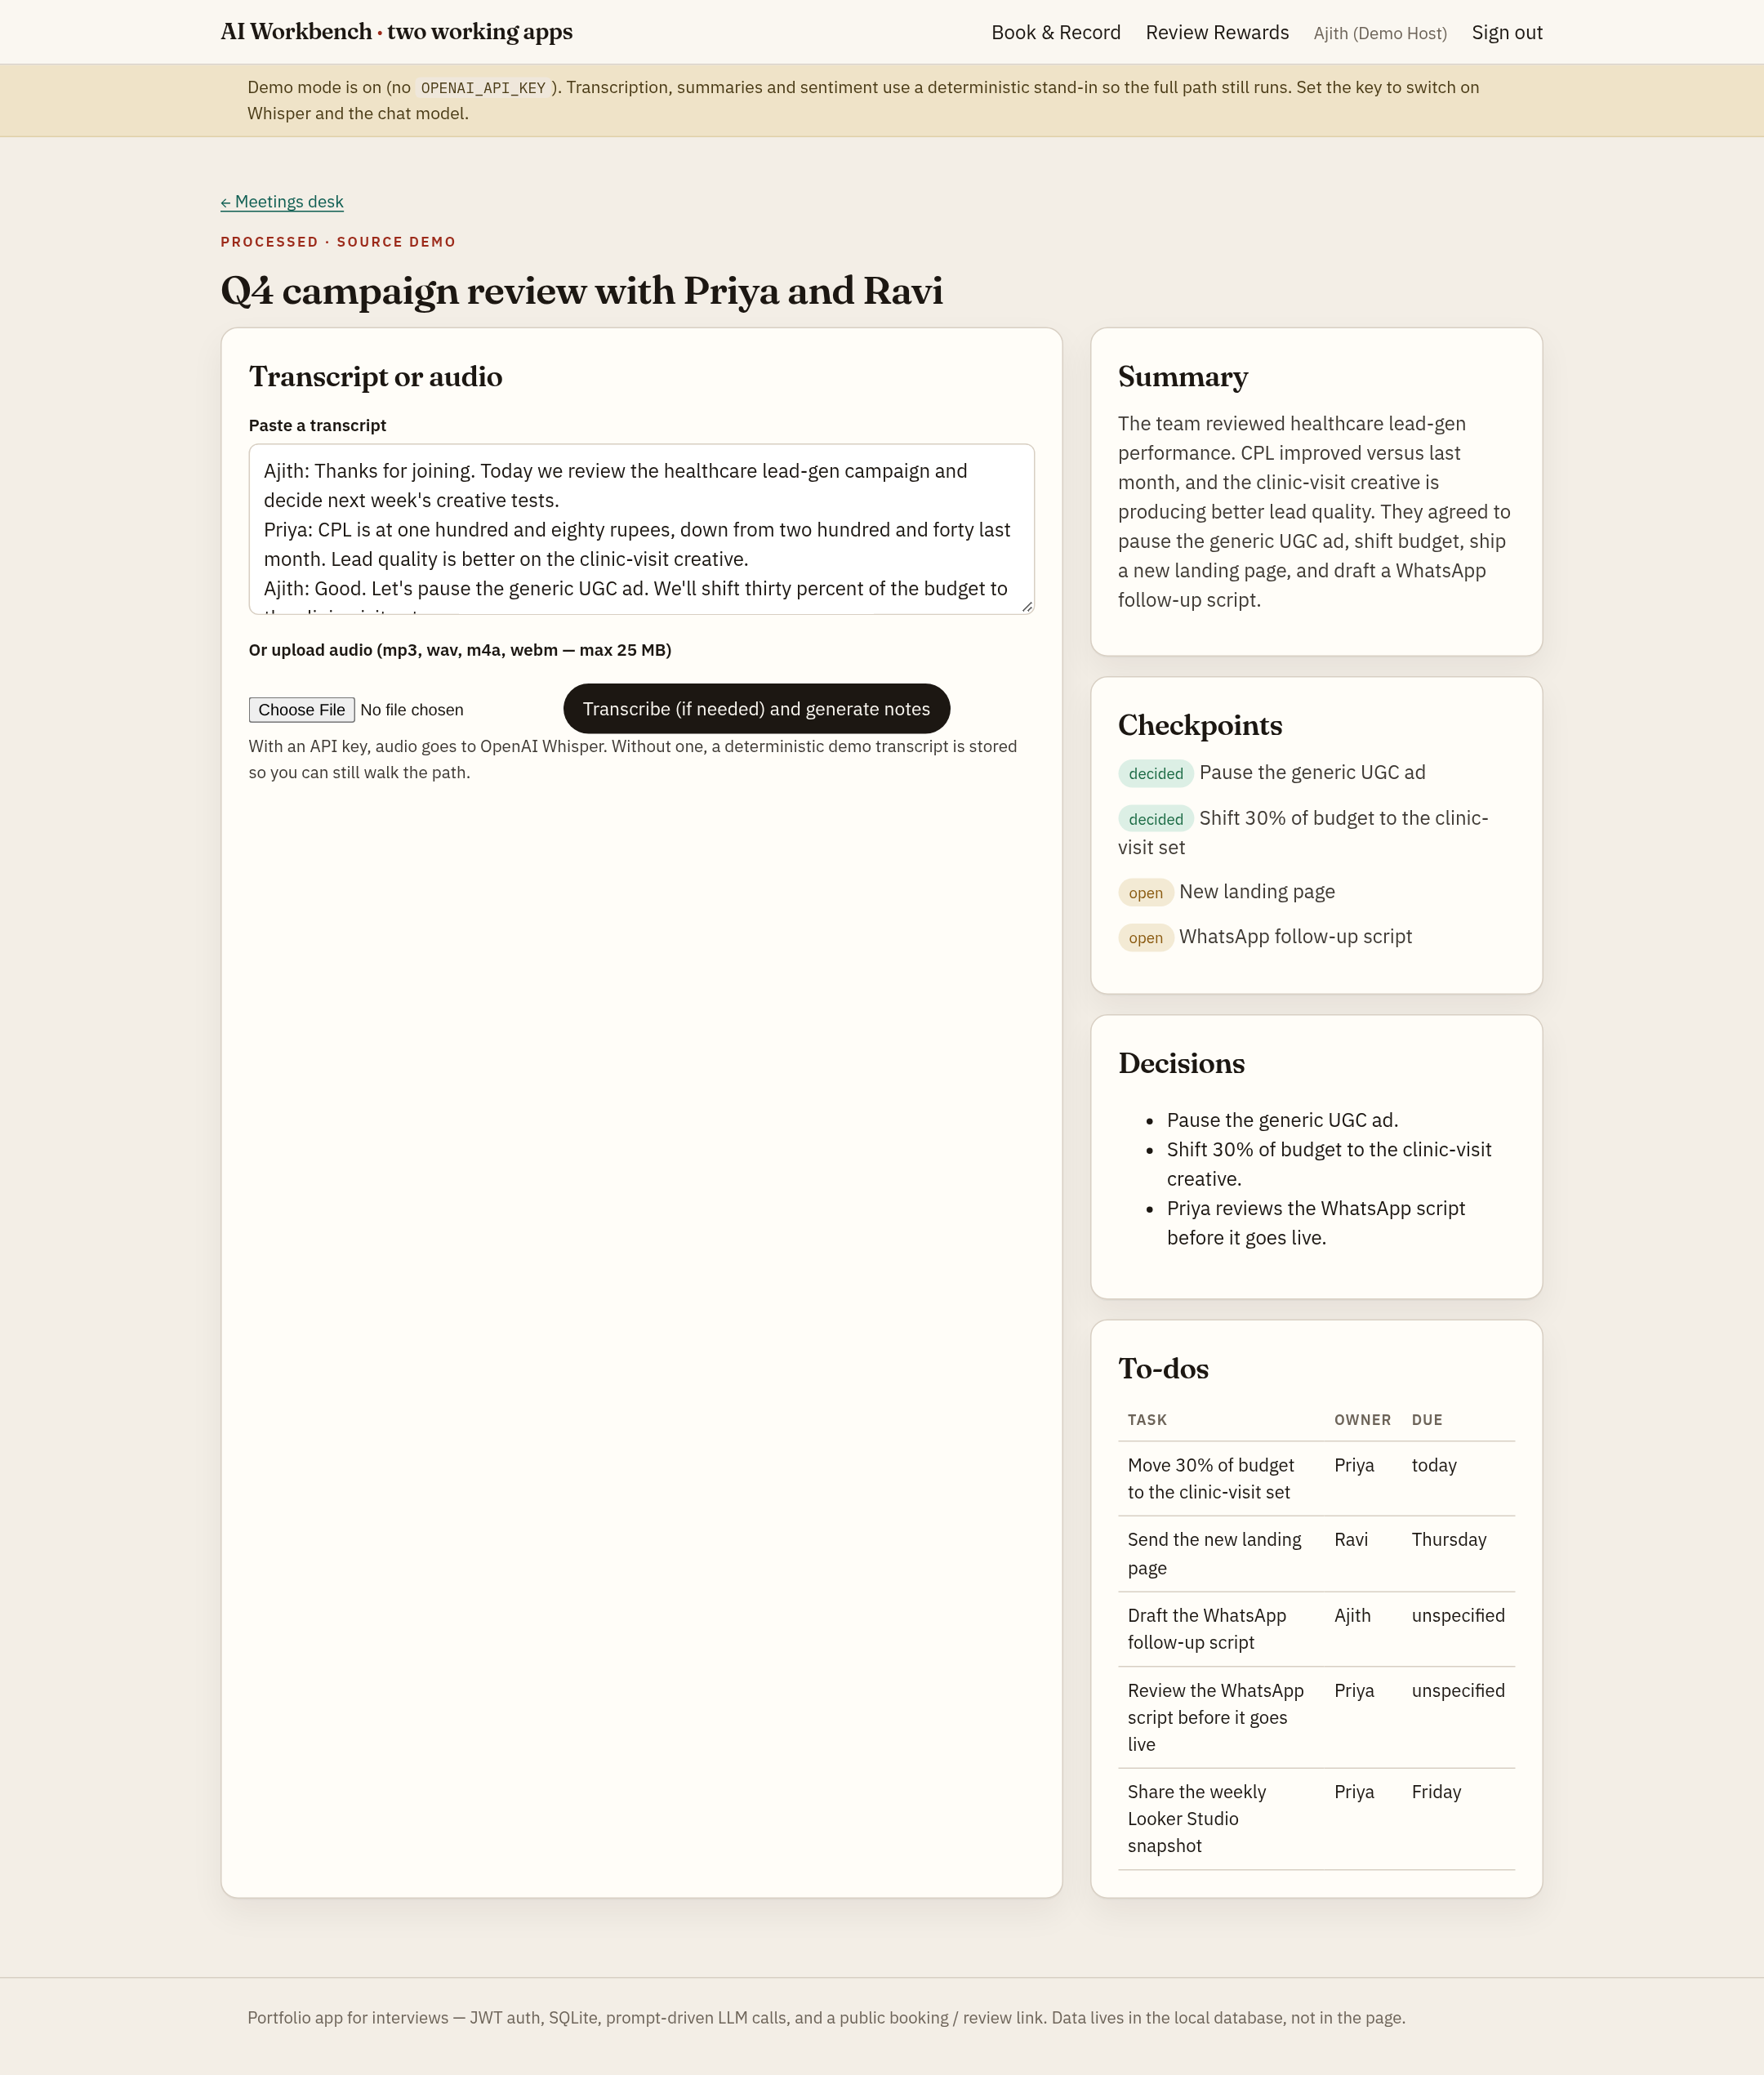 AI Workbench · two working apps
Book & Record Review Rewards Ajith (Demo Host) Sign out
Demo mode is on (no OPENAI_API_KEY ). Transcription, summaries and sentiment use a deterministic stand-in so the full path still runs. Set the key to switch on
Whisper and the chat model.
← Meetings desk
PROCESSED · SOURCE DEMO
Q4 campaign review with Priya and Ravi
Transcript or audio
Paste a transcript
Ajith: Thanks for joining. Today we review the healthcare lead-gen campaign and
decide next week's creative tests.
Priya: CPL is at one hundred and eighty rupees, down from two hundred and forty last
month. Lead quality is better on the clinic-visit creative.
Ajith: Good. Let's pause the generic UGC ad. We'll shift thirty percent of the budget to
Or upload audio (mp3, wav, m4a, webm — max 25 MB)
Choose File No file chosen
Transcribe (if needed) and generate notes
With an API key, audio goes to OpenAI Whisper. Without one, a deterministic demo transcript is stored
so you can still walk the path.
Summary
The team reviewed healthcare lead-gen
performance. CPL improved versus last
month, and the clinic-visit creative is
producing better lead quality. They agreed to
pause the generic UGC ad, shift budget, ship
a new landing page, and draft a WhatsApp
follow-up script.
Checkpoints
decided Pause the generic UGC ad
decided Shift 30% of budget to the clinic-
visit set
open New landing page
open WhatsApp follow-up script
Decisions
• Pause the generic UGC ad.
• Shift 30% of budget to the clinic-visit
creative.
• Priya reviews the WhatsApp script
before it goes live.
To-dos
TASK OWNER DUE
Move 30% of budget Priya today
to the clinic-visit set
Send the new landing Ravi Thursday
page
Draft the WhatsApp Ajith unspecified
follow-up script
Review the WhatsApp Priya unspecified
script before it goes
live
Share the weekly Priya Friday
Looker Studio
snapshot
Portfolio app for interviews — JWT auth, SQLite, prompt-driven LLM calls, and a public booking / review link. Data lives in the local database, not in the page.